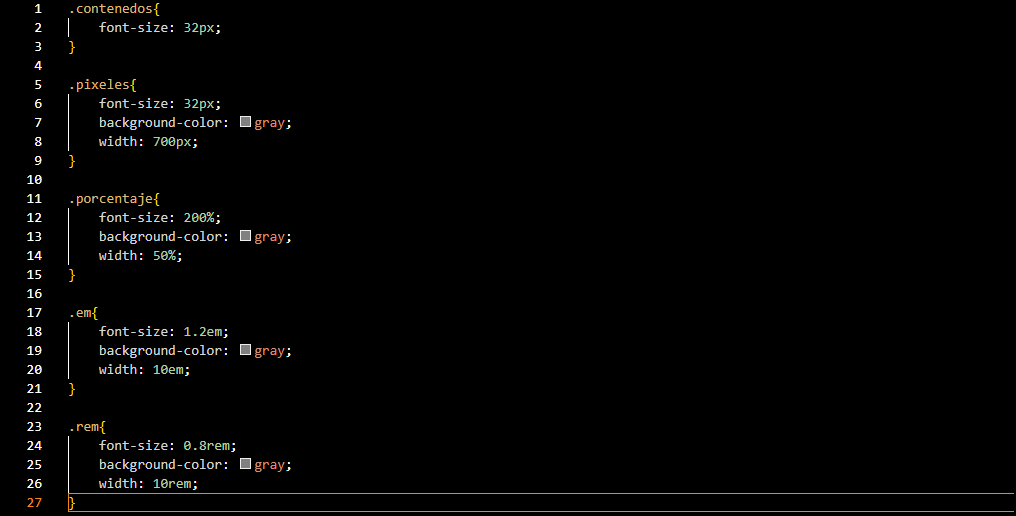 1 .contenedos{
2 font-size: 32px;
3 }
4
5 .pixeles{
6 font-size: 32px;
7 background-color: gray;
8 width: 700px;
9 }
10
11 .porcentaje{
12 font-size: 200%;
13 background-color: gray;
14 width: 50%;
15 }
16
17 .em{
18 font-size: 1.2em;
19 background-color: gray;
20 width: 10em;
21 }
22
23 .rem{
24 font-size: 0.8rem;
25 background-color: gray;
26 width: 10rem;
27 }